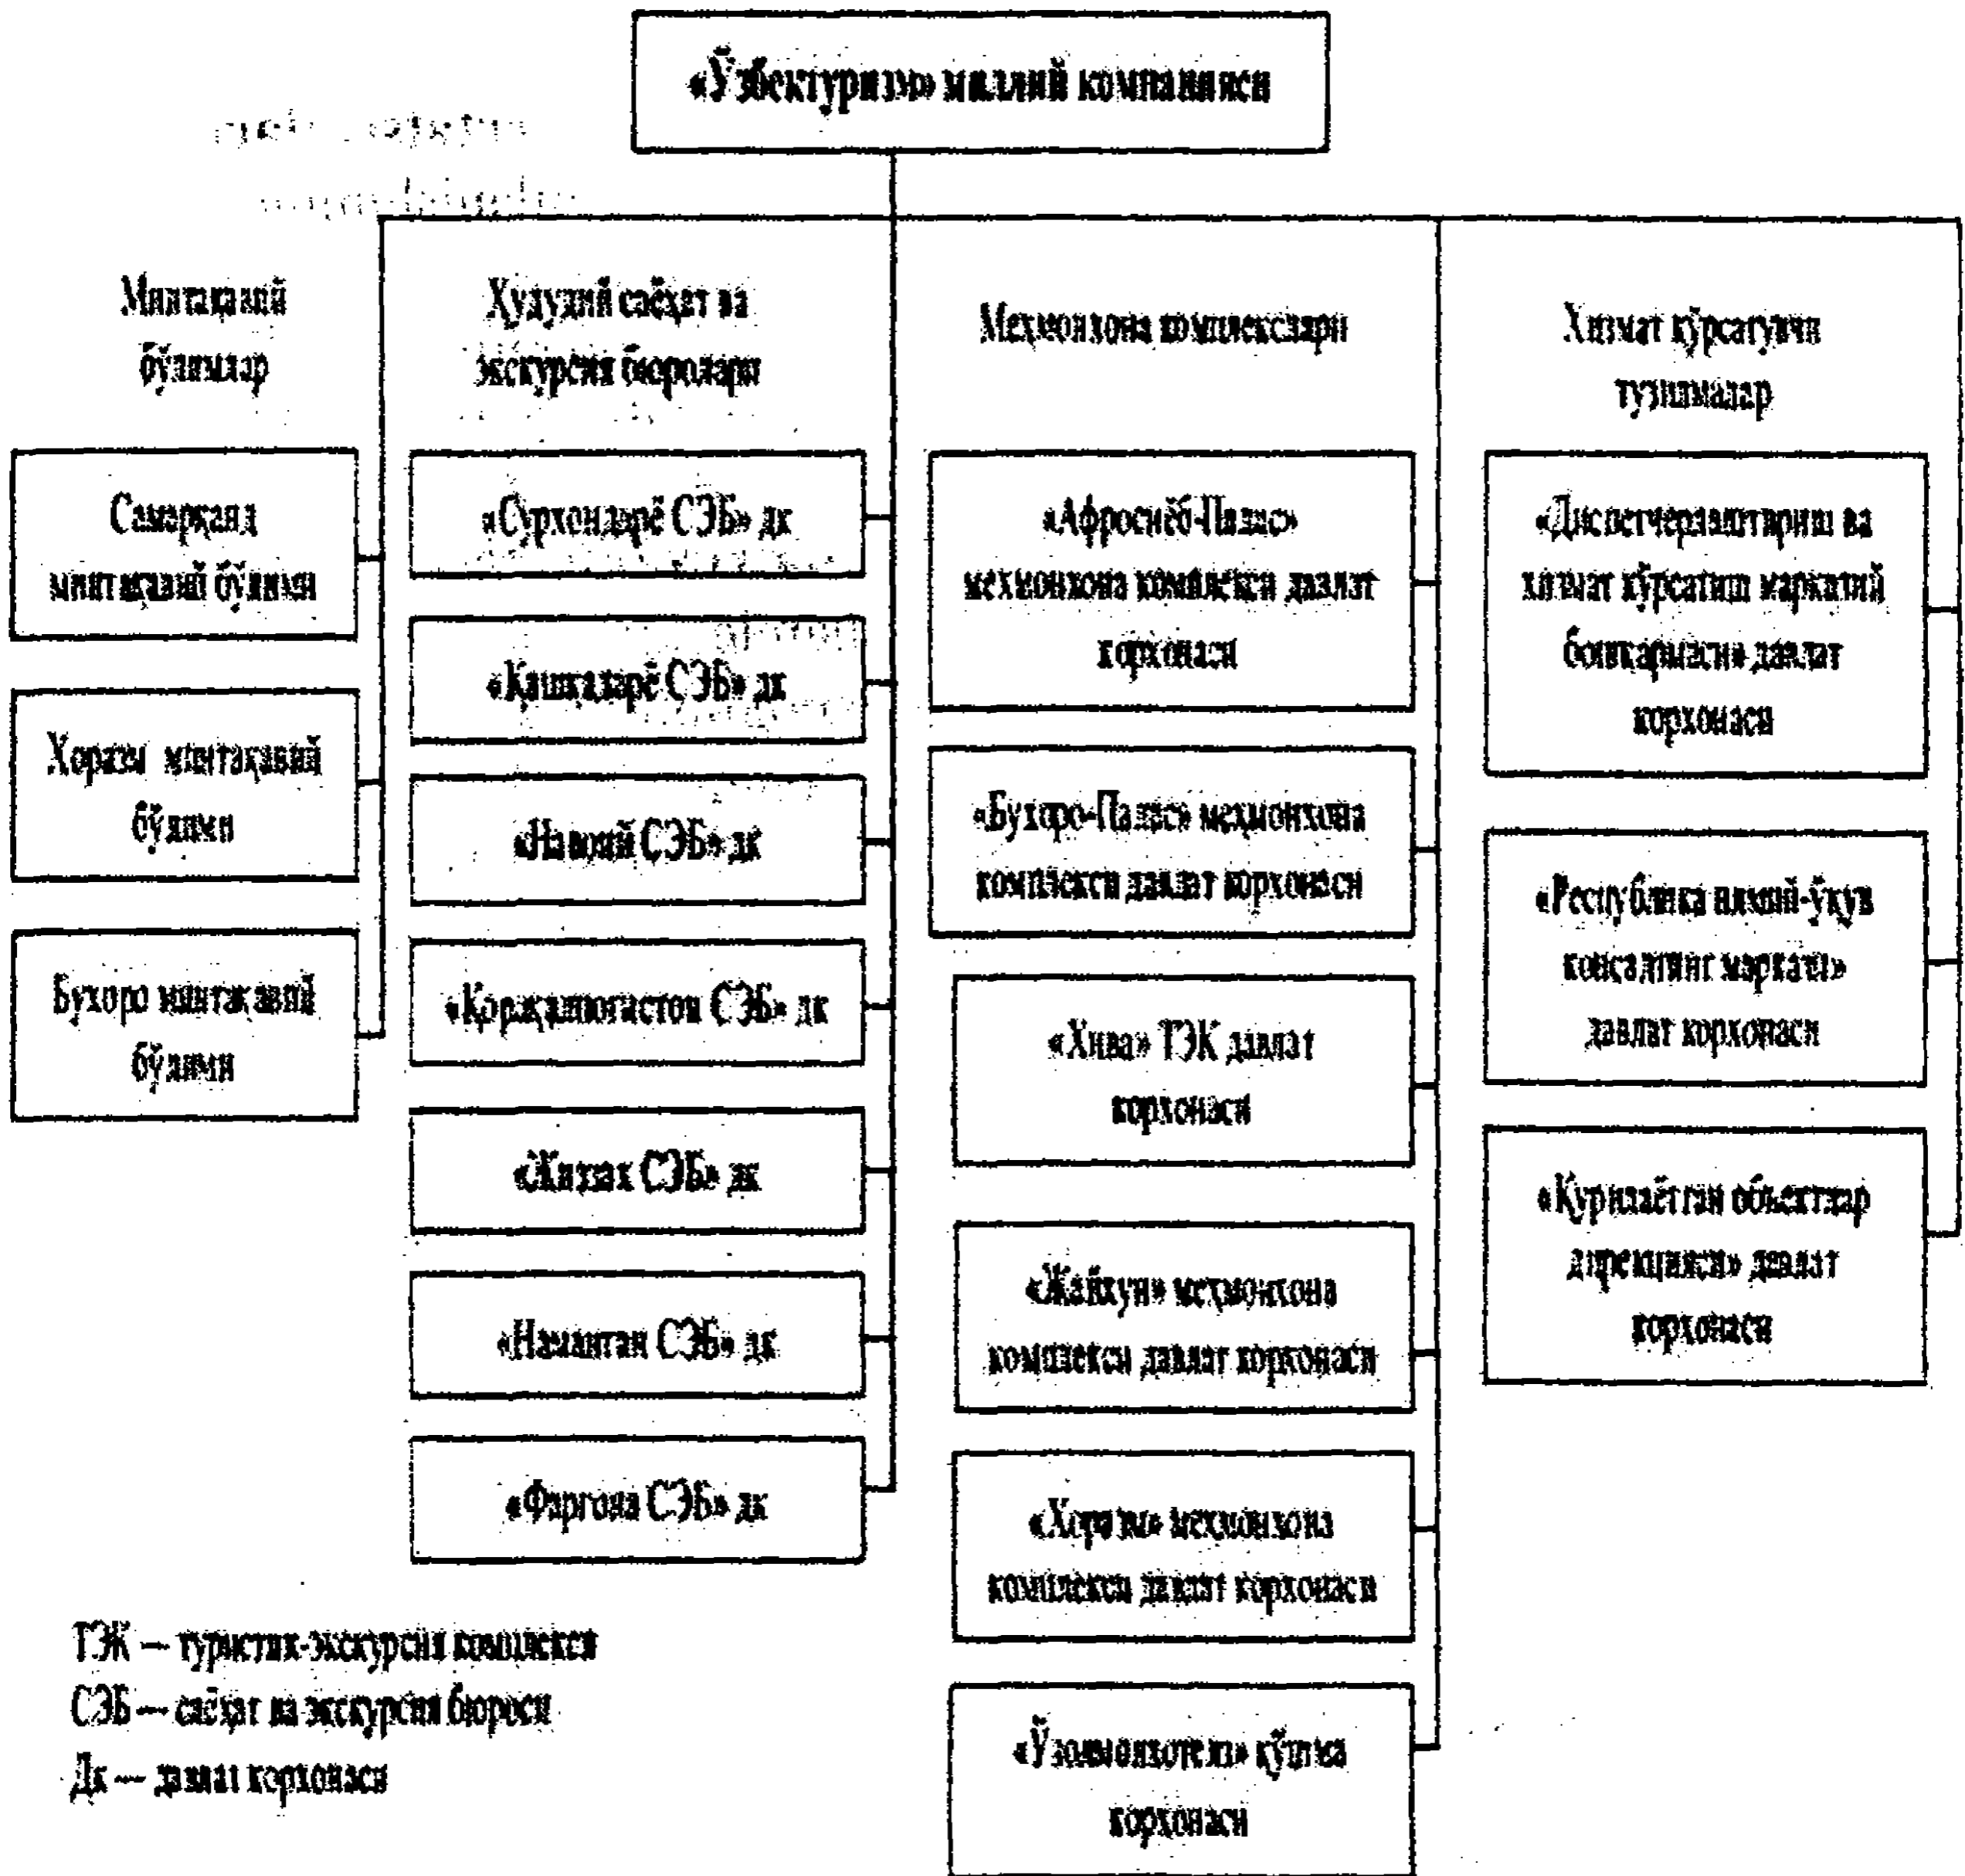 «Ўзбектуризм» миллий компанияси
Минтақавий
бўлимлар
Самарқанд
минтақавий бўлими
Хоразм минтақавий
бўлими
Бухоро минтақавий
бўлими
Ҳудудий саёҳат ва
экскурсия бюролари
«Сурхондарё СЭБ» дк
«Қашқадарё СЭБ» дк
«Навоий СЭБ» дк
«Қорақалпоғистон СЭБ» дк
«Жиззах СЭБ» дк
«Наманган СЭБ» дк
«Фарғона СЭБ» дк
Меҳмонхона комплекслари
«Афросиёб-Палас»
меҳмонхона комплекси давлат
корхонаси
«Бухоро-Палас» меҳмонхона
комплекси давлат корхонаси
«Хива» ТЭК давлат
корхонаси
«Жайхун» меҳмонхона
комплекси давлат корхонаси
«Хоразм» меҳмонхона
комплекси давлат корхонаси
қўшма
корхонаси
Хизмат кўрсатувчи
тузилмалар
«Диспетчерлаштириш ва
хизмат кўрсатиш марказий
бошқармаси» давлат
корхонаси
«Республика илмий-ўқув
консалтинг маркази»
давлат корхонаси
«Қурилаётган объектлар
дирекцияси» давлат
корхонаси
ТЭК — туристик-экскурсия комплекси
СЭБ — саёҳат ва экскурсия бюроси
Дк — давлат корхонаси